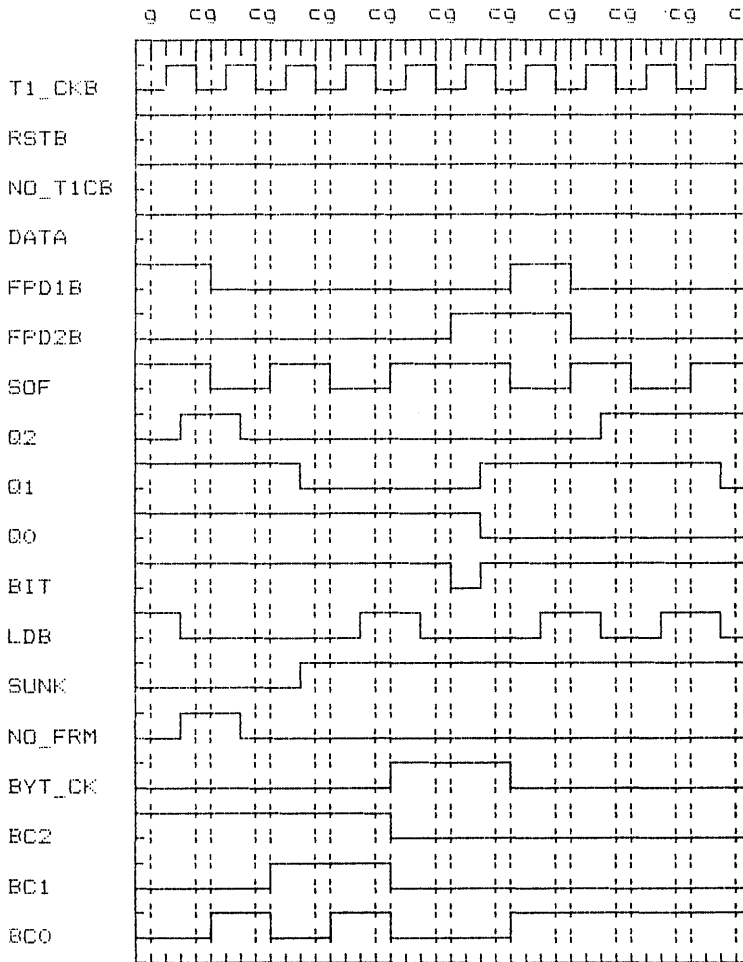 g cg cg cg cg cg cg cg cg cg c
T1_CKB
RSTB
NO_T1CB
DATA
FPD1B
FPD2B
SOF
Q2
Q1
Q0
BIT
LDB
SUNK
NO_FRM
BYT_CK
BC2
BC1
BC0